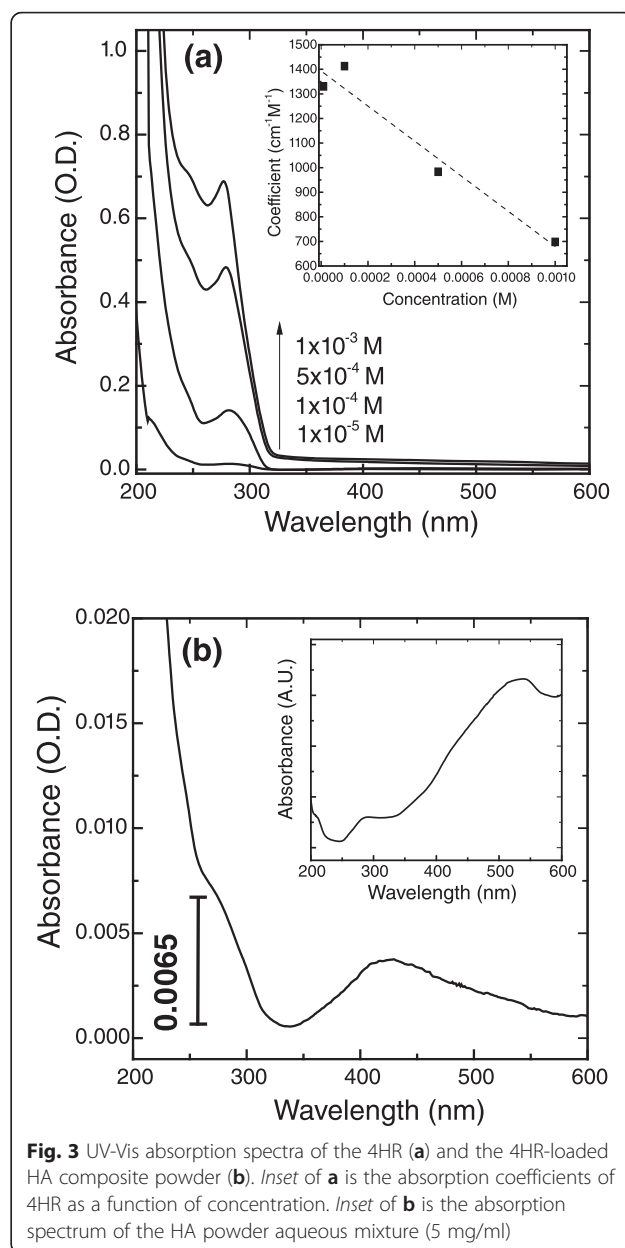 (a)
Absorbance (O.D.)
1.0
0.8
0.6
0.4
0.2
0.0
200
300
400
500
600
Wavelength (nm)
1x10⁻³ M
5x10⁻⁴ M
1x10⁻⁴ M
1x10⁻⁵ M
Coefficient (cm⁻¹M⁻¹)
1500
1400
1300
1200
1100
1000
900
800
700
600
0.0000 0.0002 0.0004 0.0006 0.0008 0.0010
Concentration (M)
(b)
Absorbance (O.D.)
0.020
0.015
0.010
0.005
0.000
0.0065
200
300
400
500
600
Wavelength (nm)
Absorbance (A.U.)
200 300 400 500 600
Wavelength (nm)
Fig. 3 UV-Vis absorption spectra of the 4HR (a) and the 4HR-loaded
HA composite powder (b). Inset of a is the absorption coefficients of
4HR as a function of concentration. Inset of b is the absorption
spectrum of the HA powder aqueous mixture (5 mg/ml)